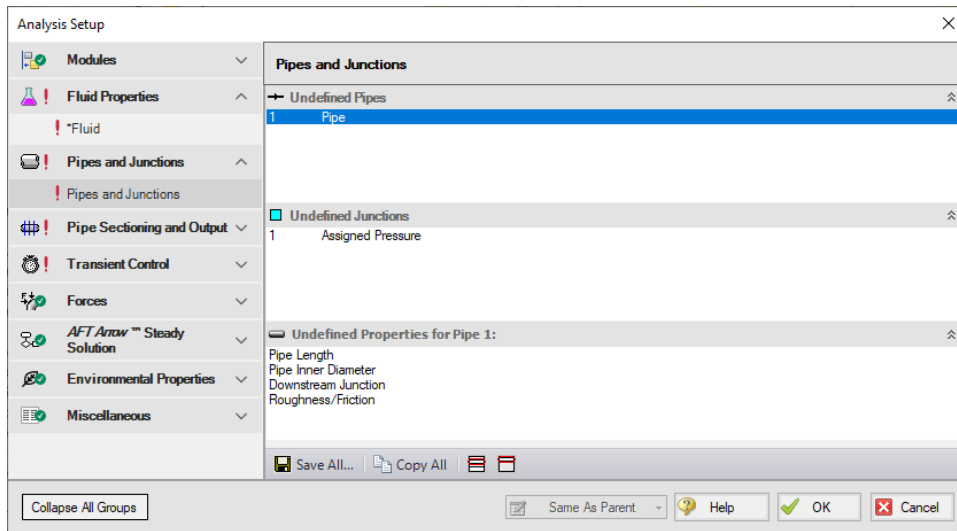 Analysis Setup
Modules
Fluid Properties
*Fluid
Pipes and Junctions
Pipes and Junctions
Pipe Sectioning and Output
Transient Control
Forces
AFT Arrow ™ Steady
Solution
Environmental Properties
Miscellaneous
Pipes and Junctions
Undefined Pipes
1 Pipe
Undefined Junctions
1 Assigned Pressure
Undefined Properties for Pipe 1:
Pipe Length
Pipe Inner Diameter
Downstream Junction
Roughness/Friction
Save All... Copy All
Collapse All Groups Same As Parent Help OK Cancel